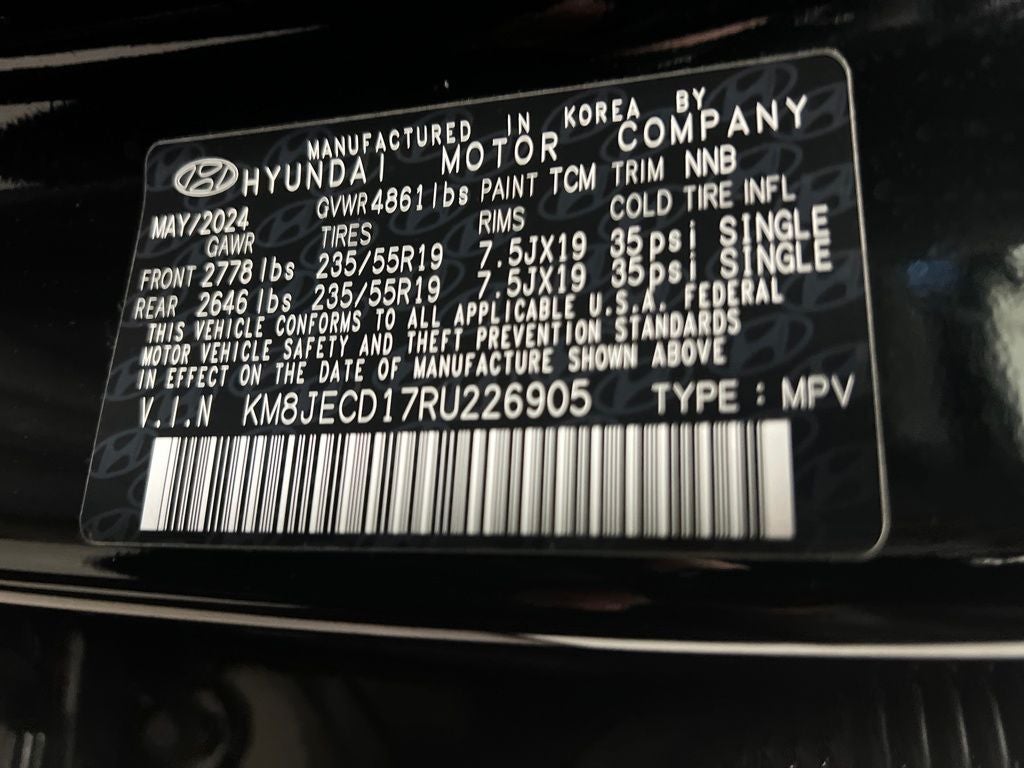 MANUFACTURED IN KOREA BY
HYUNDAI MOTOR COMPANY
MAY/2024 GVWR 4861 lbs PAINT TCM TRIM NNB
GAWR TIRES RIMS COLD TIRE INFL
FRONT 2778 lbs 235/55R19 7.5JX19 35psi SINGLE
REAR 2646 lbs 235/55R19 7.5JX19 35psi SINGLE
THIS VEHICLE CONFORMS TO ALL APPLICABLE U.S.A. FEDERAL
MOTOR VEHICLE SAFETY AND THEFT PREVENTION STANDARDS
IN EFFECT ON THE DATE OF MANUFACTURE SHOWN ABOVE
V.I.N KM8JECD17RU226905 TYPE : MPV